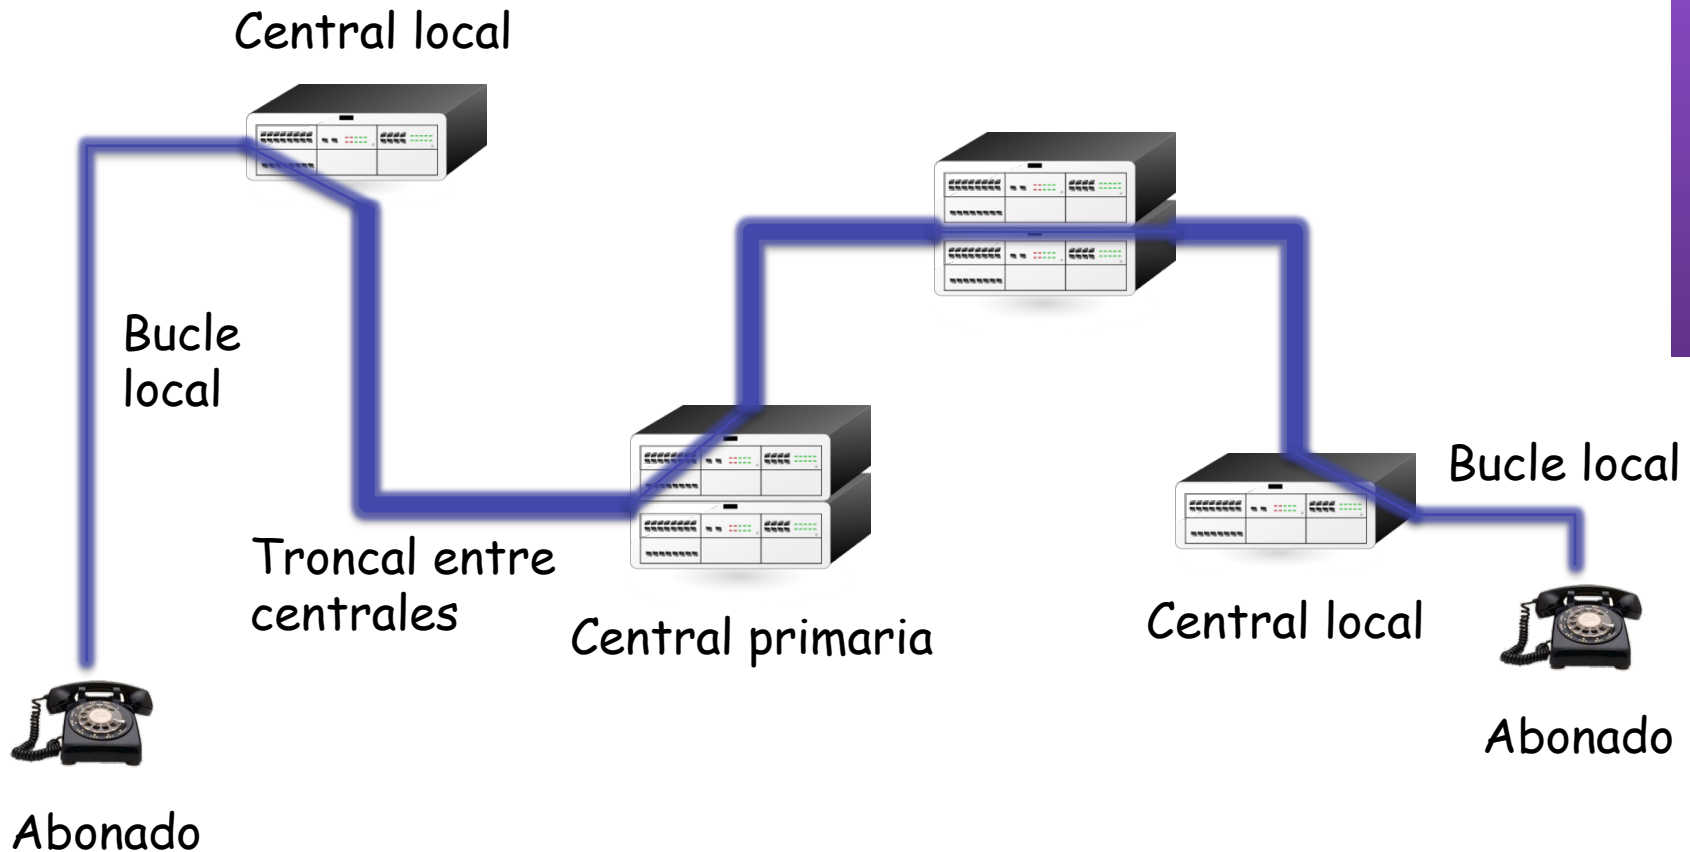 Central local
Bucle
local
Troncal entre
centrales
Central primaria
Bucle local
Central local
Abonado
Abonado